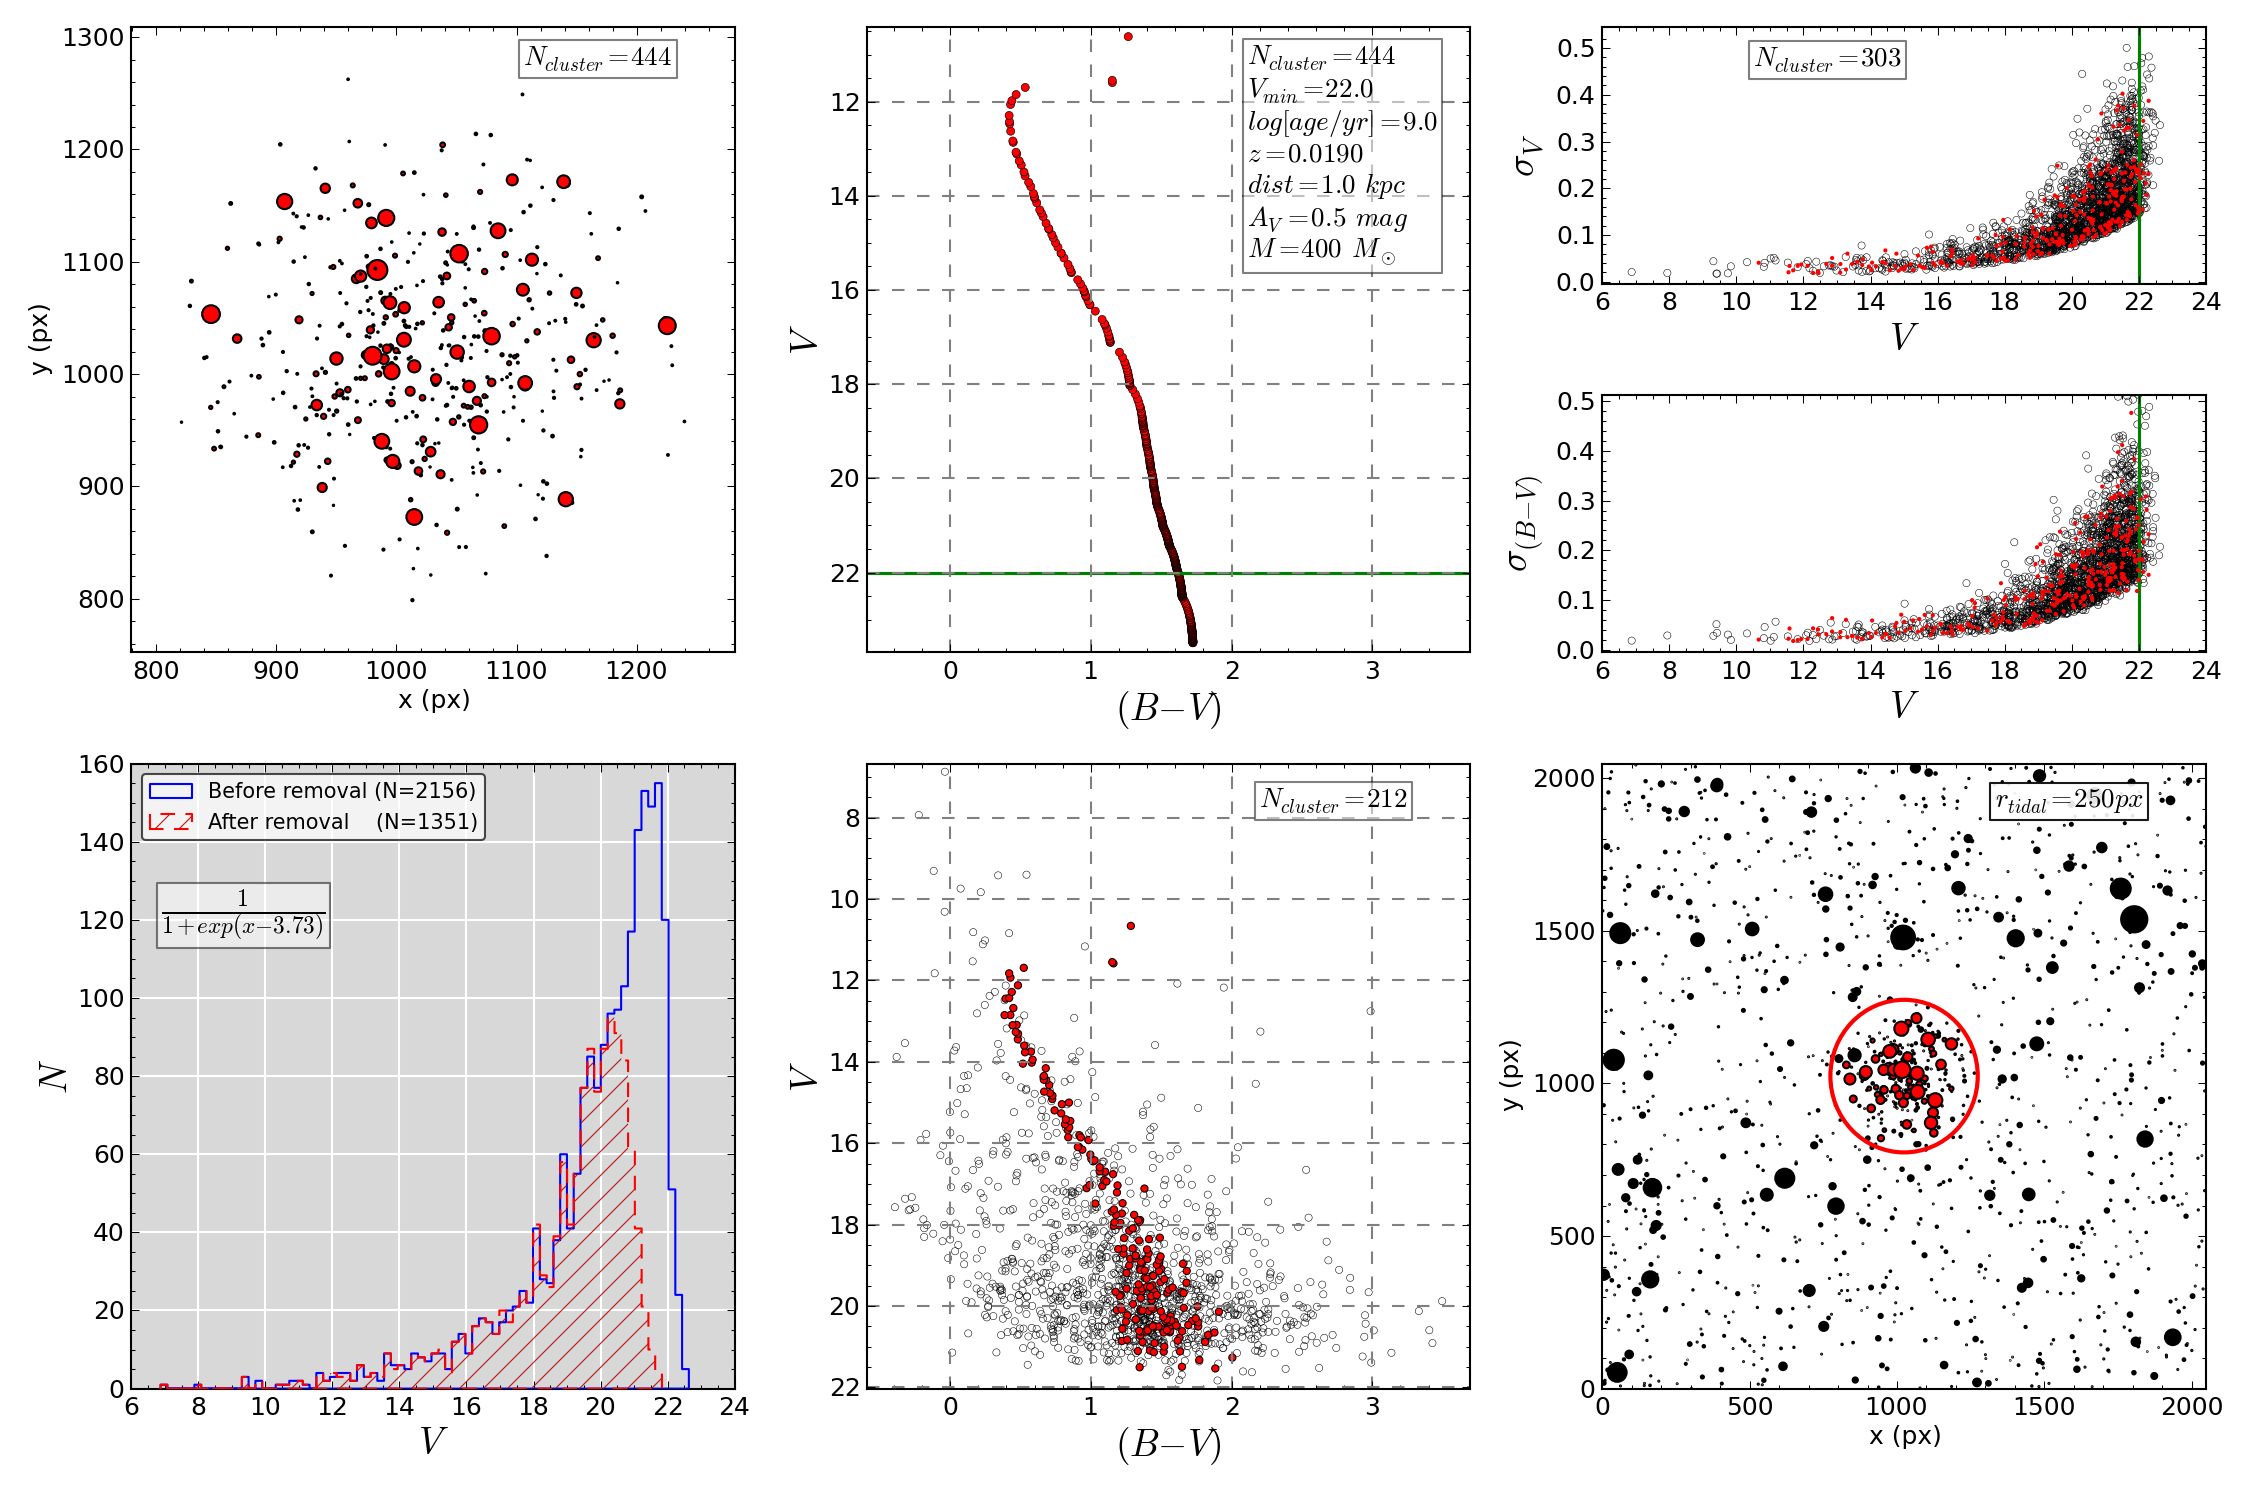 1300
1200
1100
1000
900
800
y (px)
N_cluster=444
800 900 1000 1100 1200
x (px)
12
14
16
18
20
22
V
N_cluster=444
V_min=22.0
log[age/yr]=9.0
z=0.0190
dist=1.0 kpc
A_V=0.5 mag
M=400 M_⊙
0 1 2 3
(B−V)
0.5
0.4
0.3
0.2
0.1
0.0
σ_V
N_cluster=303
6 8 10 12 14 16 18 20 22 24
V
0.5
0.4
0.3
0.2
0.1
0.0
σ_(B−V)
6 8 10 12 14 16 18 20 22 24
V
160
140
120
100
80
60
40
20
0
N
Before removal (N=2156)
After removal (N=1351)
1
1+exp(x−3.73)
6 8 10 12 14 16 18 20 22 24
V
8
10
12
14
16
18
20
22
V
N_cluster=212
0 1 2 3
(B−V)
2000
1500
1000
500
0
y (px)
r_tidal=250px
0 500 1000 1500 2000
x (px)